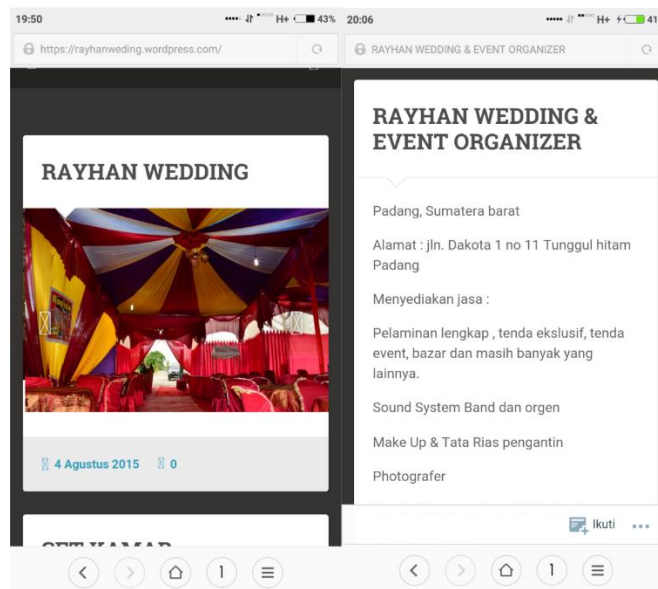 19:50
H+
43%
https://rayhanweding.wordpress.com/
RAYHAN WEDDING
4 Agustus 2015
0
1
20:06
H+
41
RAYHAN WEDDING & EVENT ORGANIZER
RAYHAN WEDDING &
EVENT ORGANIZER
Padang, Sumatera barat
Alamat : jln. Dakota 1 no 11 Tunggul hitam
Padang
Menyediakan jasa :
Pelaminan lengkap , tenda ekslusif, tenda
event, bazar dan masih banyak yang
lainnya.
Sound System Band dan orgen
Make Up & Tata Rias pengantin
Photografer
Ikuti
1